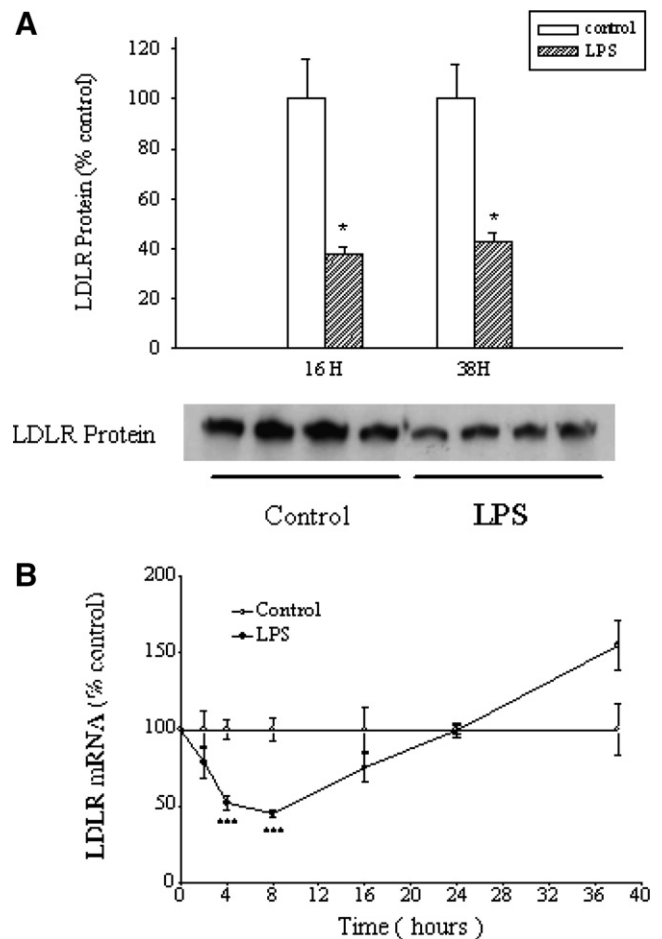 A
control
LPS
LDLR Protein (% control)
120
100
80
60
40
20
0
*
*
16 H
38H
LDLR Protein
Control
LPS
B
LDLR mRNA (% control)
200
150
100
50
0
Control
LPS
***
***
0 4 8 12 16 20 24 28 32 36 40
Time ( hours )